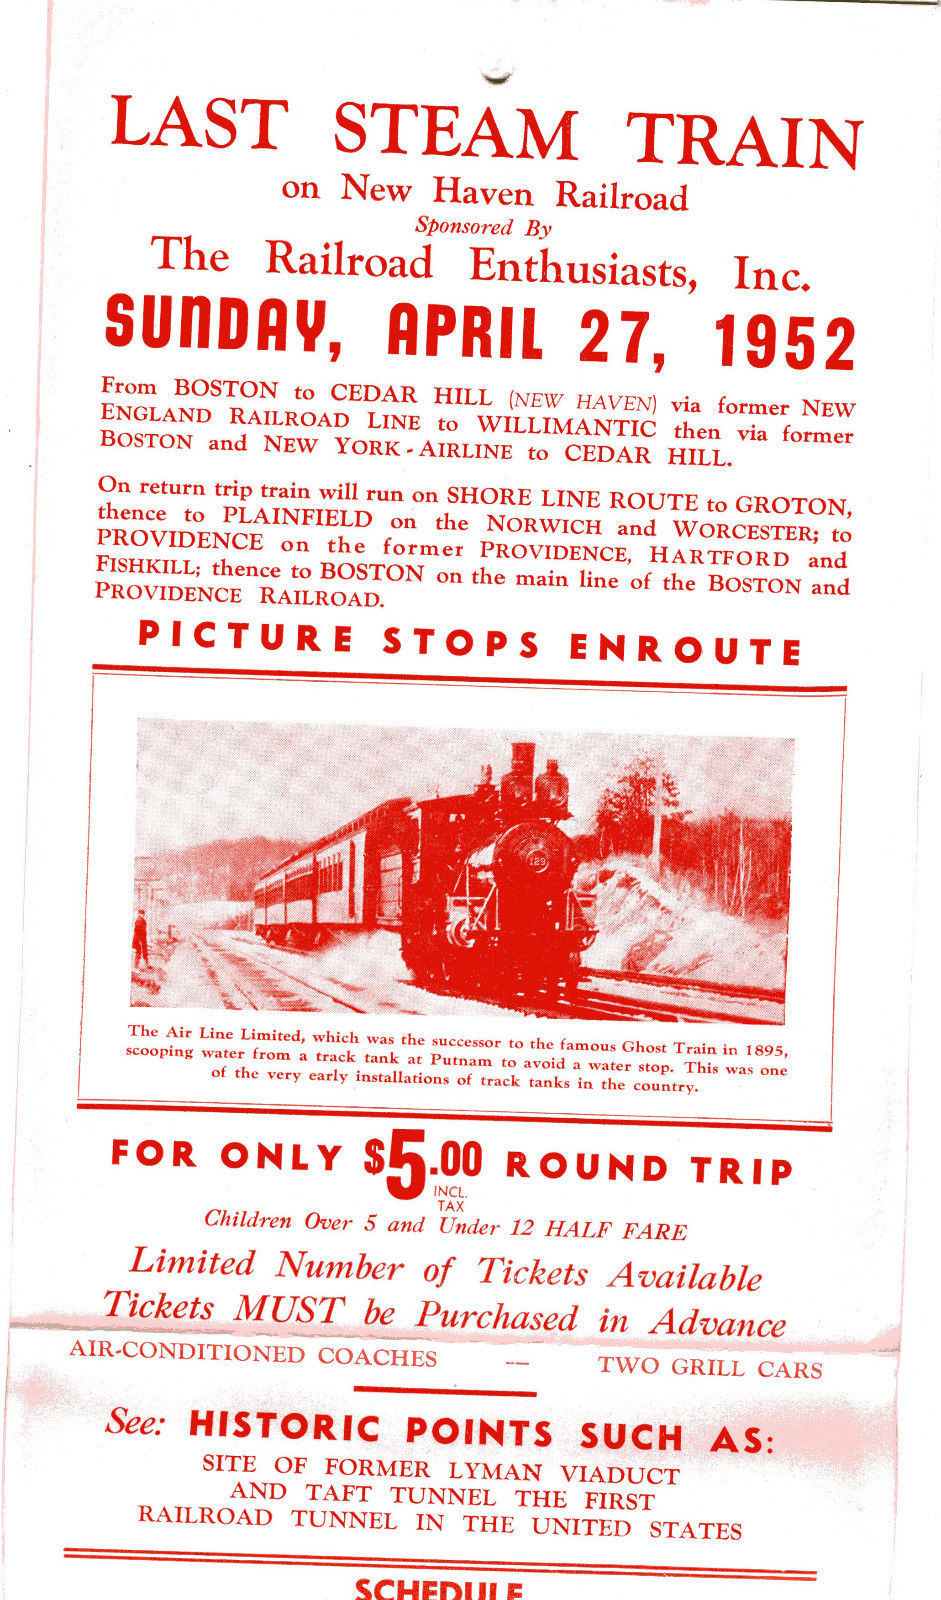 LAST STEAM TRAIN
on New Haven Railroad
Sponsored By
The Railroad Enthusiasts, Inc.
SUNDAY, APRIL 27, 1952
From BOSTON to CEDAR HILL (NEW HAVEN) via former NEW
ENGLAND RAILROAD LINE to WILLIMANTIC then via former
BOSTON and NEW YORK - AIRLINE to CEDAR HILL.
On return trip train will run on SHORE LINE ROUTE to GROTON,
thence to PLAINFIELD on the NORWICH and WORCESTER; to
PROVIDENCE on the former PROVIDENCE, HARTFORD and
FISHKILL; thence to BOSTON on the main line of the BOSTON and
PROVIDENCE RAILROAD.
PICTURE STOPS ENROUTE
129
The Air Line Limited, which was the successor to the famous Ghost Train in 1895,
scooping water from a track tank at Putnam to avoid a water stop. This was one
of the very early installations of track tanks in the country.
FOR ONLY $5.00 ROUND TRIP
INCL.
TAX
Children Over 5 and Under 12 HALF FARE
Limited Number of Tickets Available
Tickets MUST be Purchased in Advance
AIR-CONDITIONED COACHES — TWO GRILL CARS
See: HISTORIC POINTS SUCH AS:
SITE OF FORMER LYMAN VIADUCT
AND TAFT TUNNEL THE FIRST
RAILROAD TUNNEL IN THE UNITED STATES
SCHEDULE